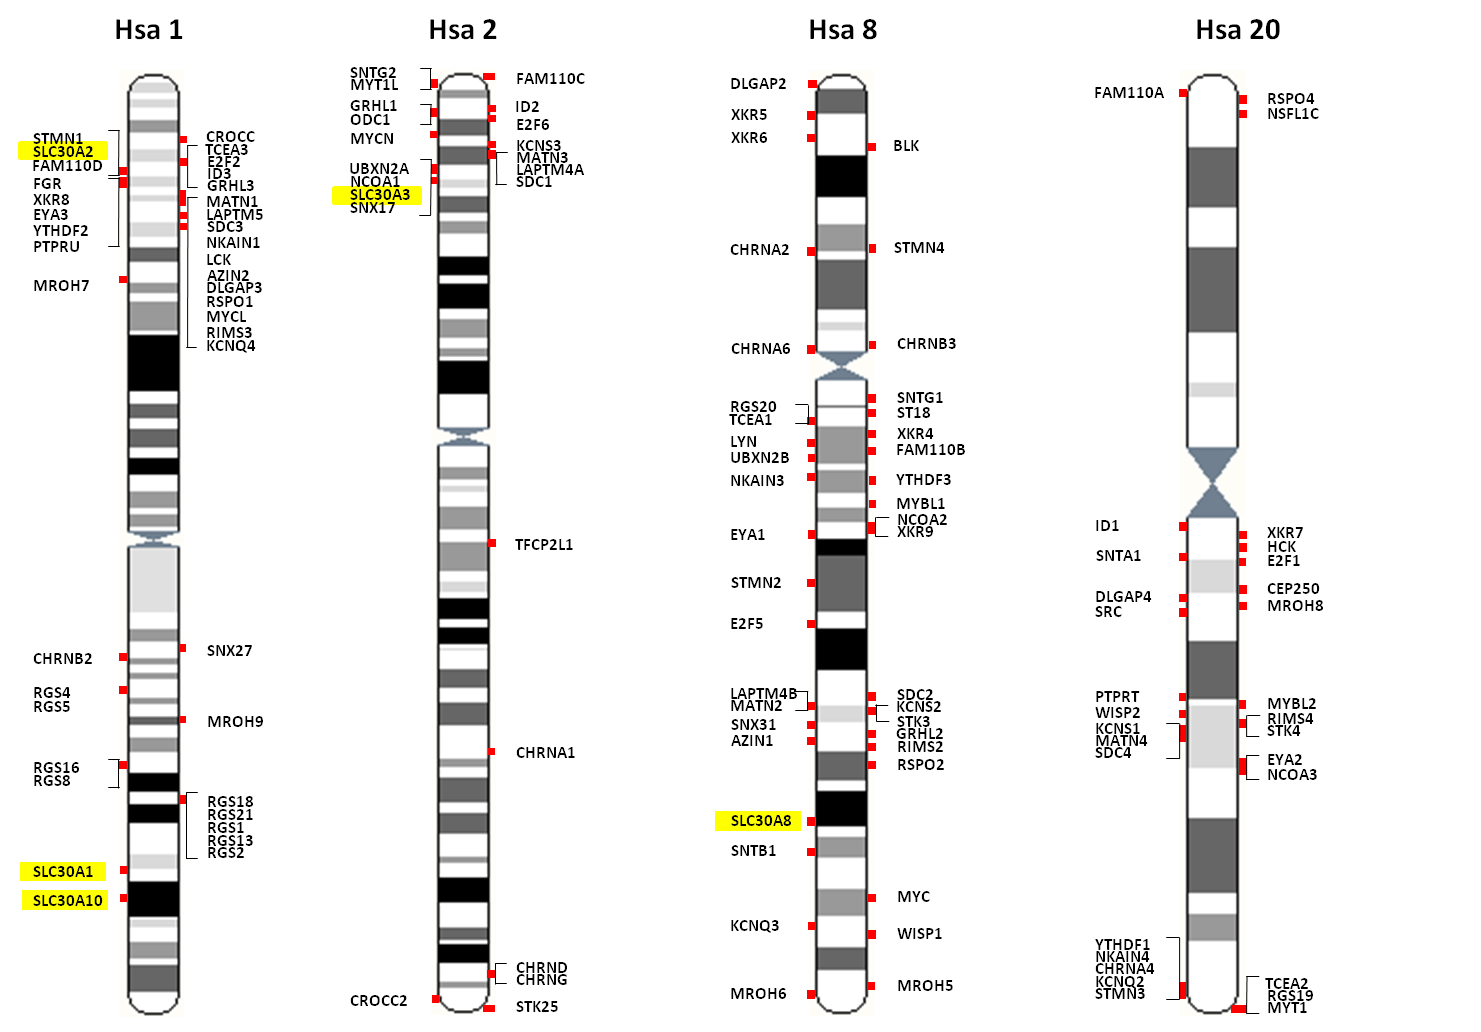 Hsa 1
STMN1
SLC30A2
FAM110D
FGR
XKR8
EYA3
YTHDF2
PTPRU
MROH7
CHRNB2
RGS4
RGS5
RGS16
RGS8
SLC30A1
SLC30A10
CROCC
TCEA3
E2F2
ID3
GRHL3
MATN1
LAPTM5
SDC3
NKAIN1
LCK
AZIN2
DLGAP3
RSPO1
MYCL
RIMS3
KCNQ4
SNX27
MROH9
RGS18
RGS21
RGS1
RGS13
RGS2
Hsa 2
SNTG2
MYT1L
GRHL1
ODC1
MYCN
UBXN2A
NCOA1
SLC30A3
SNX17
CROCC2
FAM110C
ID2
E2F6
KCNS3
MATN3
LAPTM4A
SDC1
TFCP2L1
CHRNA1
CHRND
CHRNG
STK25
Hsa 8
DLGAP2
XKR5
XKR6
CHRNA2
CHRNA6
RGS20
TCEA1
LYN
UBXN2B
NKAIN3
EYA1
STMN2
E2F5
LAPTM4B
MATN2
SNX31
AZIN1
SLC30A8
SNTB1
KCNQ3
MROH6
BLK
STMN4
CHRNB3
SNTG1
ST18
XKR4
FAM110B
YTHDF3
MYBL1
NCOA2
XKR9
SDC2
KCNS2
STK3
GRHL2
RIMS2
RSPO2
MYC
WISP1
MROH5
Hsa 20
FAM110A
ID1
SNTA1
DLGAP4
SRC
PTPRT
WISP2
KCNS1
MATN4
SDC4
YTHDF1
NKAIN4
CHRNA4
KCNQ2
STMN3
RSPO4
NSFL1C
XKR7
HCK
E2F1
CEP250
MROH8
MYBL2
RIMS4
STK4
EYA2
NCOA3
TCEA2
RGS19
MYT1